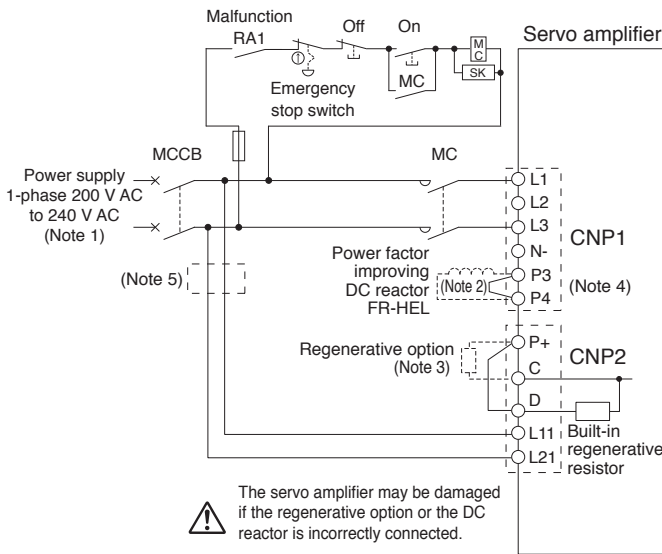 Malfunction
RA1
Off
On
Servo amplifier
M
C
SK
MC
Emergency
stop switch
MCCB
MC
Power supply
1-phase 200 V AC
to 240 V AC
(Note 1)
L1
L2
L3
N-
P3
P4
CNP1
(Note 4)
(Note 5)
Power factor
improving
DC reactor
FR-HEL
(Note 2)
Regenerative option
(Note 3)
P+
C
D
L11
L21
CNP2
Built-in
regenerative
resistor
The servo amplifier may be damaged
if the regenerative option or the DC
reactor is incorrectly connected.